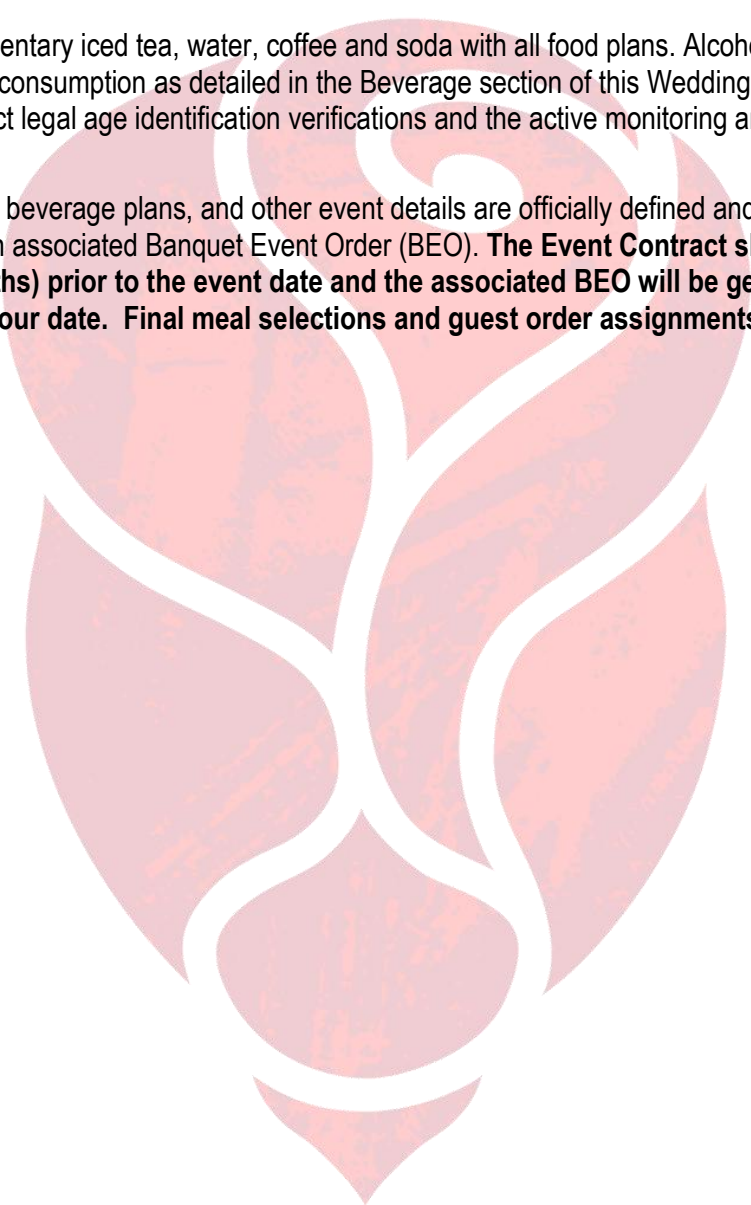 entary iced tea, water, coffee and soda with all food plans. Alcoho
consumption as detailed in the Beverage section of this Wedding
ct legal age identification verifications and the active monitoring a
beverage plans, and other event details are officially defined and
n associated Banquet Event Order (BEO). The Event Contract sl
ths) prior to the event date and the associated BEO will be ge
our date. Final meal selections and guest order assignments